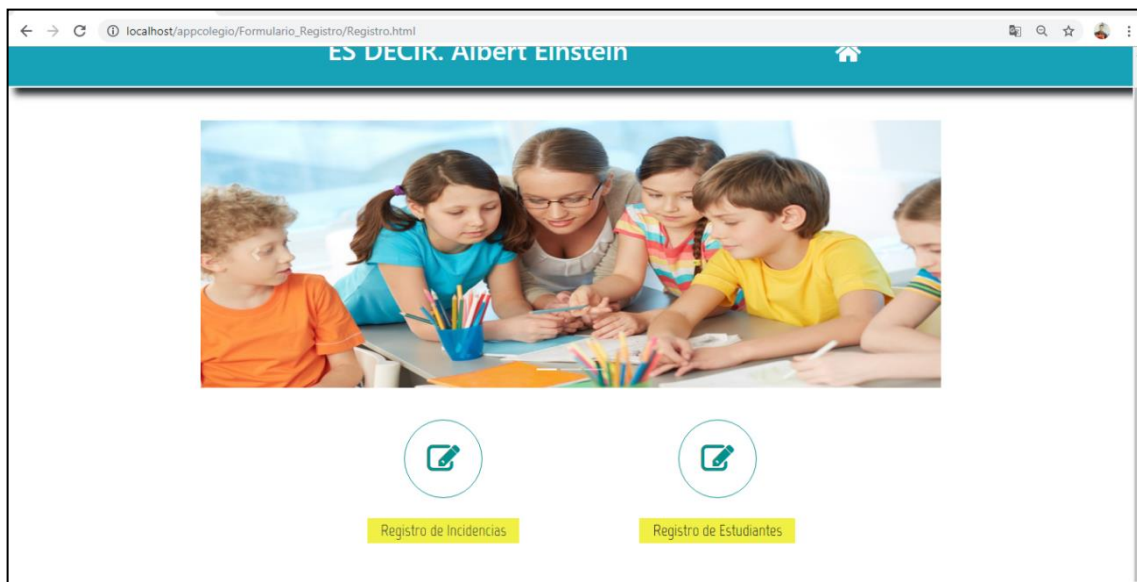 localhost/appcolegio/Formulario_Registro/Registro.html
ES DECIR. Albert Einstein
Registro de Incidencias
Registro de Estudiantes